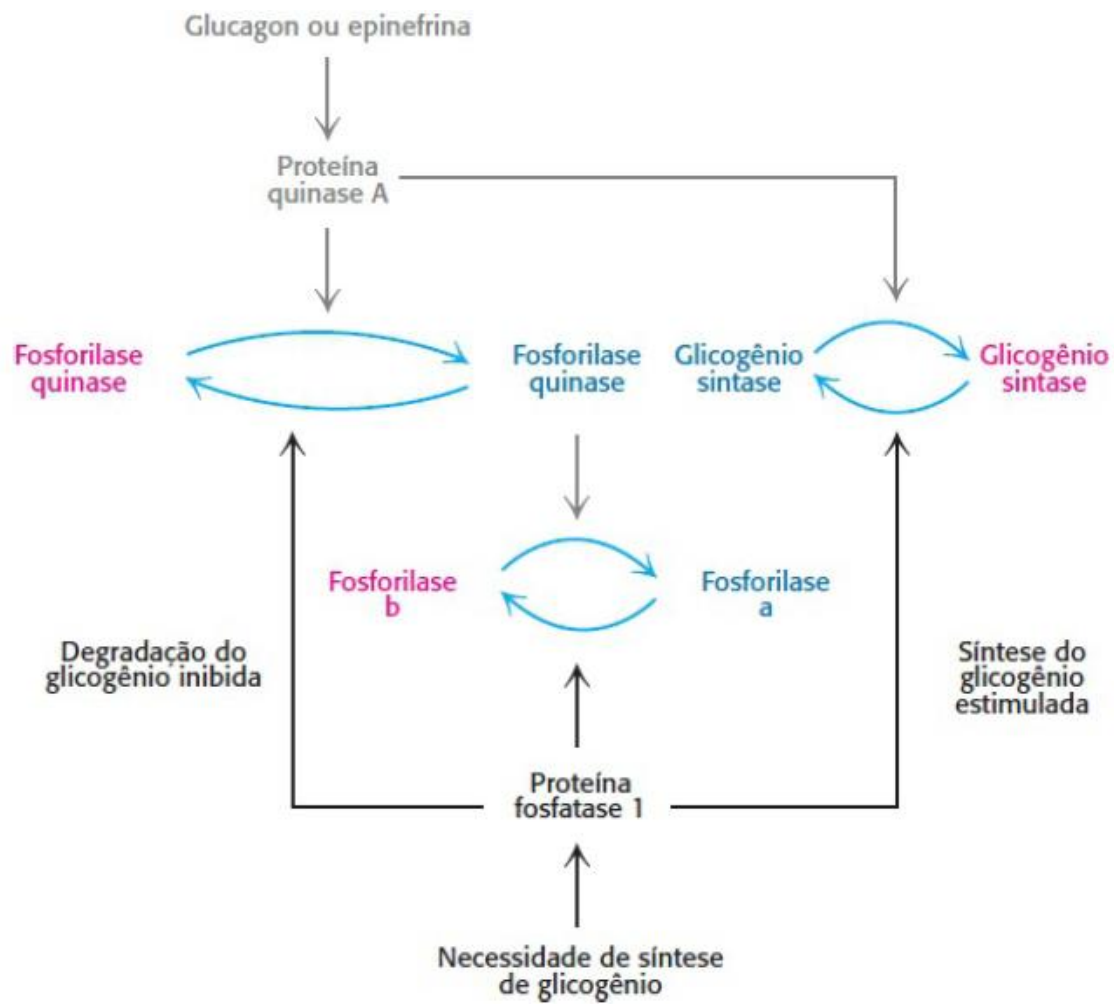 Glucagon ou epinefrina
Proteína
quinase A
Fosforilase
quinase
Fosforilase
quinase
Glicogênio
sintase
Glicogênio
sintase
Fosforilase
b
Fosforilase
a
Degradação do
glicogênio inibida
Síntese do
glicogênio
estimulada
Proteína
fosfatase 1
Necessidade de síntese
de glicogênio